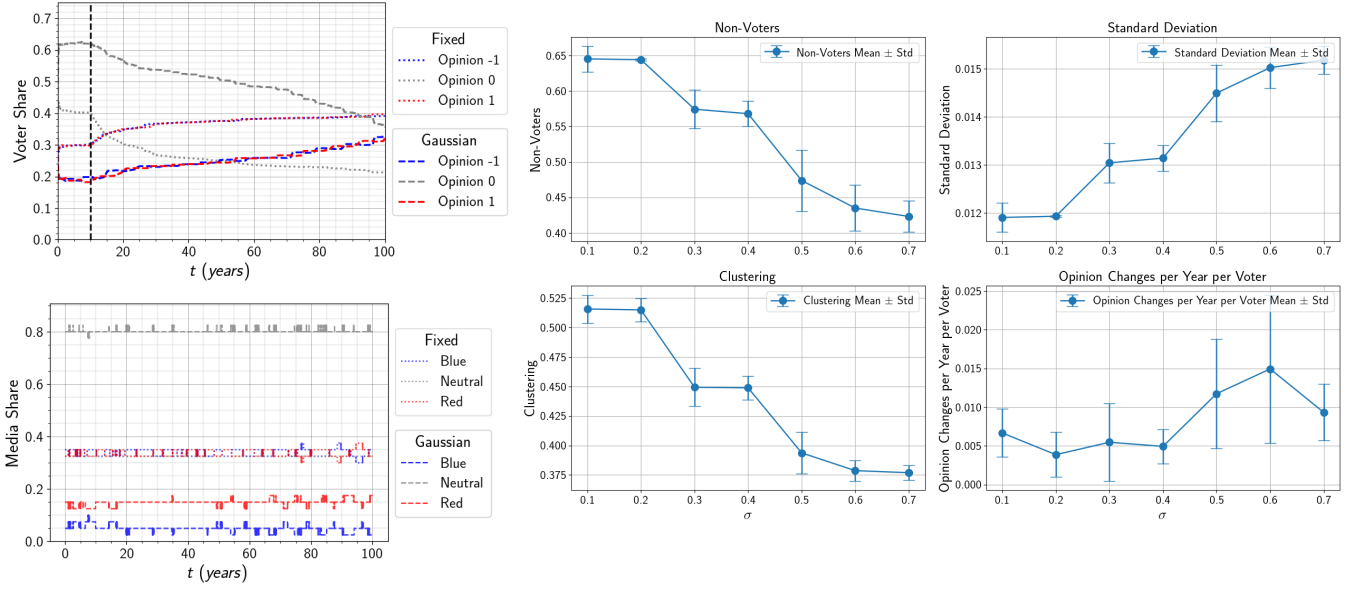 Voter Share
0.7
0.6
0.5
0.4
0.3
0.2
0.1
0.0
0
20
40
60
80
100
t (years)
Fixed
Opinion -1
Opinion 0
Opinion 1
Gaussian
Opinion -1
Opinion 0
Opinion 1
Media Share
0.8
0.6
0.4
0.2
0.0
0
20
40
60
80
100
t (years)
Fixed
Blue
Neutral
Red
Gaussian
Blue
Neutral
Red
Non-Voters
Non-Voters Mean ± Std
Non-Voters
0.65
0.60
0.55
0.50
0.45
0.40
0.1
0.2
0.3
0.4
0.5
0.6
0.7
Standard Deviation
Standard Deviation Mean ± Std
Standard Deviation
0.015
0.014
0.013
0.012
0.1
0.2
0.3
0.4
0.5
0.6
0.7
Clustering
Clustering Mean ± Std
Clustering
0.525
0.500
0.475
0.450
0.425
0.400
0.375
0.1
0.2
0.3
0.4
0.5
0.6
0.7
σ
Opinion Changes per Year per Voter
Opinion Changes per Year per Voter Mean ± Std
Opinion Changes per Year per Voter
0.025
0.020
0.015
0.010
0.005
0.000
0.1
0.2
0.3
0.4
0.5
0.6
0.7
σ